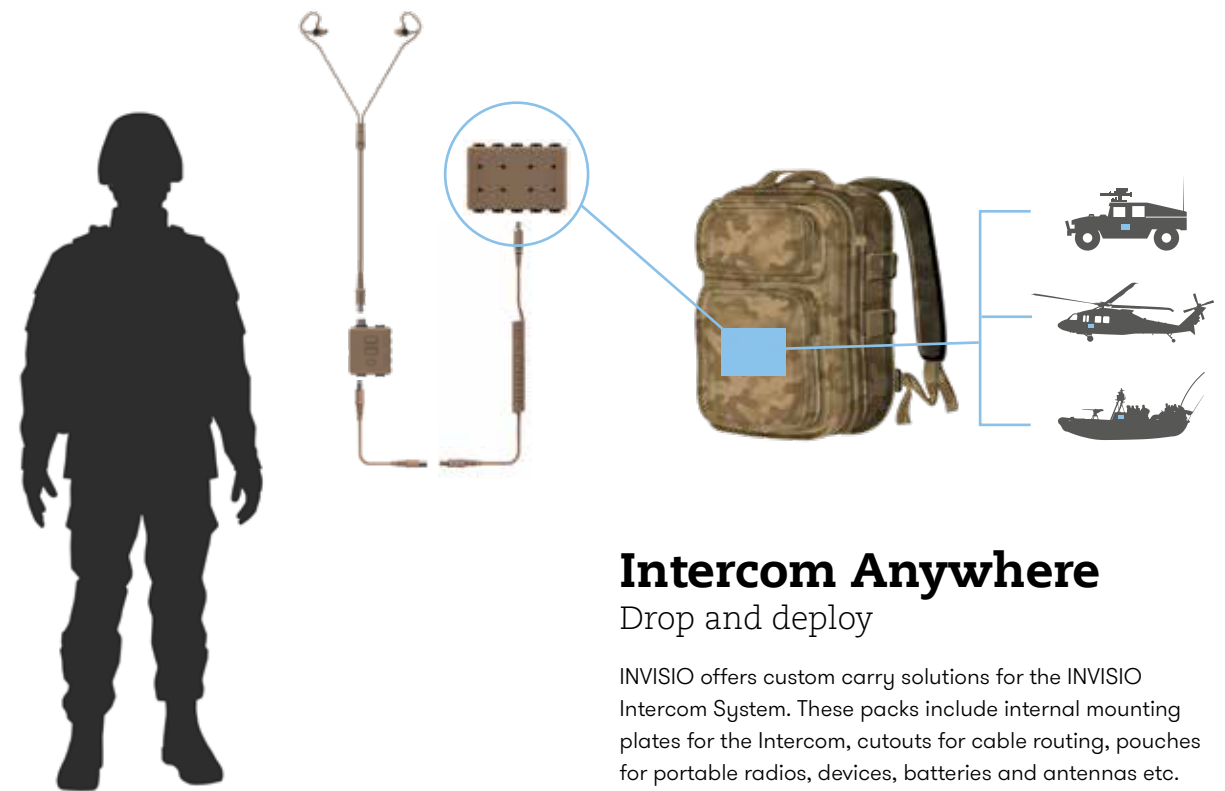 Intercom Anywhere
Drop and deploy
INVISIO offers custom carry solutions for the INVISIO
Intercom System. These packs include internal mounting
plates for the Intercom, cutouts for cable routing, pouches
for portable radios, devices, batteries and antennas etc.